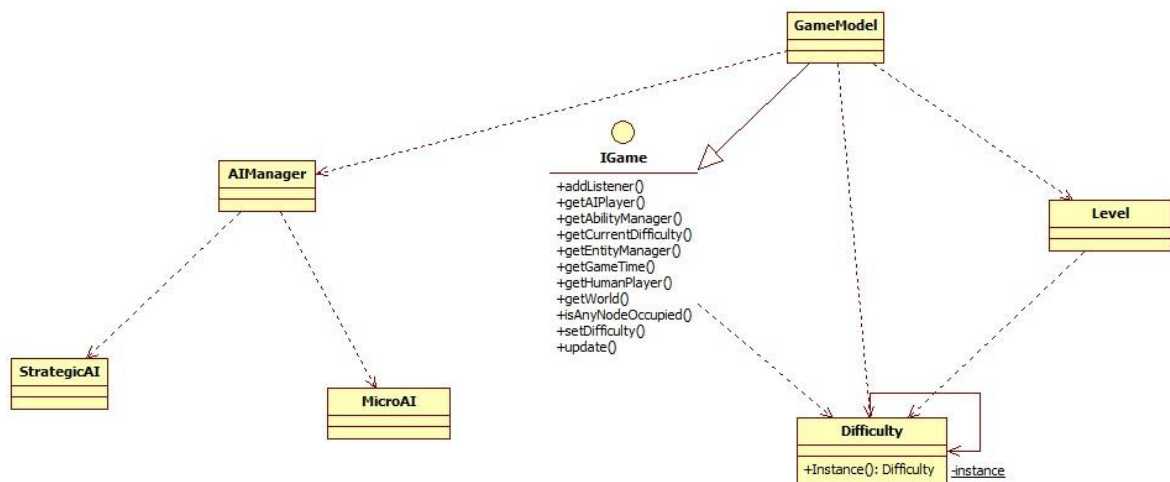 GameModel
IGame
AIManager
+addListener()
+getAIPlayer()
+getAbilityManager()
+getCurrentDifficulty()
+getEntityManager()
+getGameTime()
+getHumanPlayer()
+getWorld()
+isAnyNodeOccupied()
+setDifficulty()
+update()
Level
StrategicAI
MicroAI
Difficulty
+Instance(): Difficulty
-instance